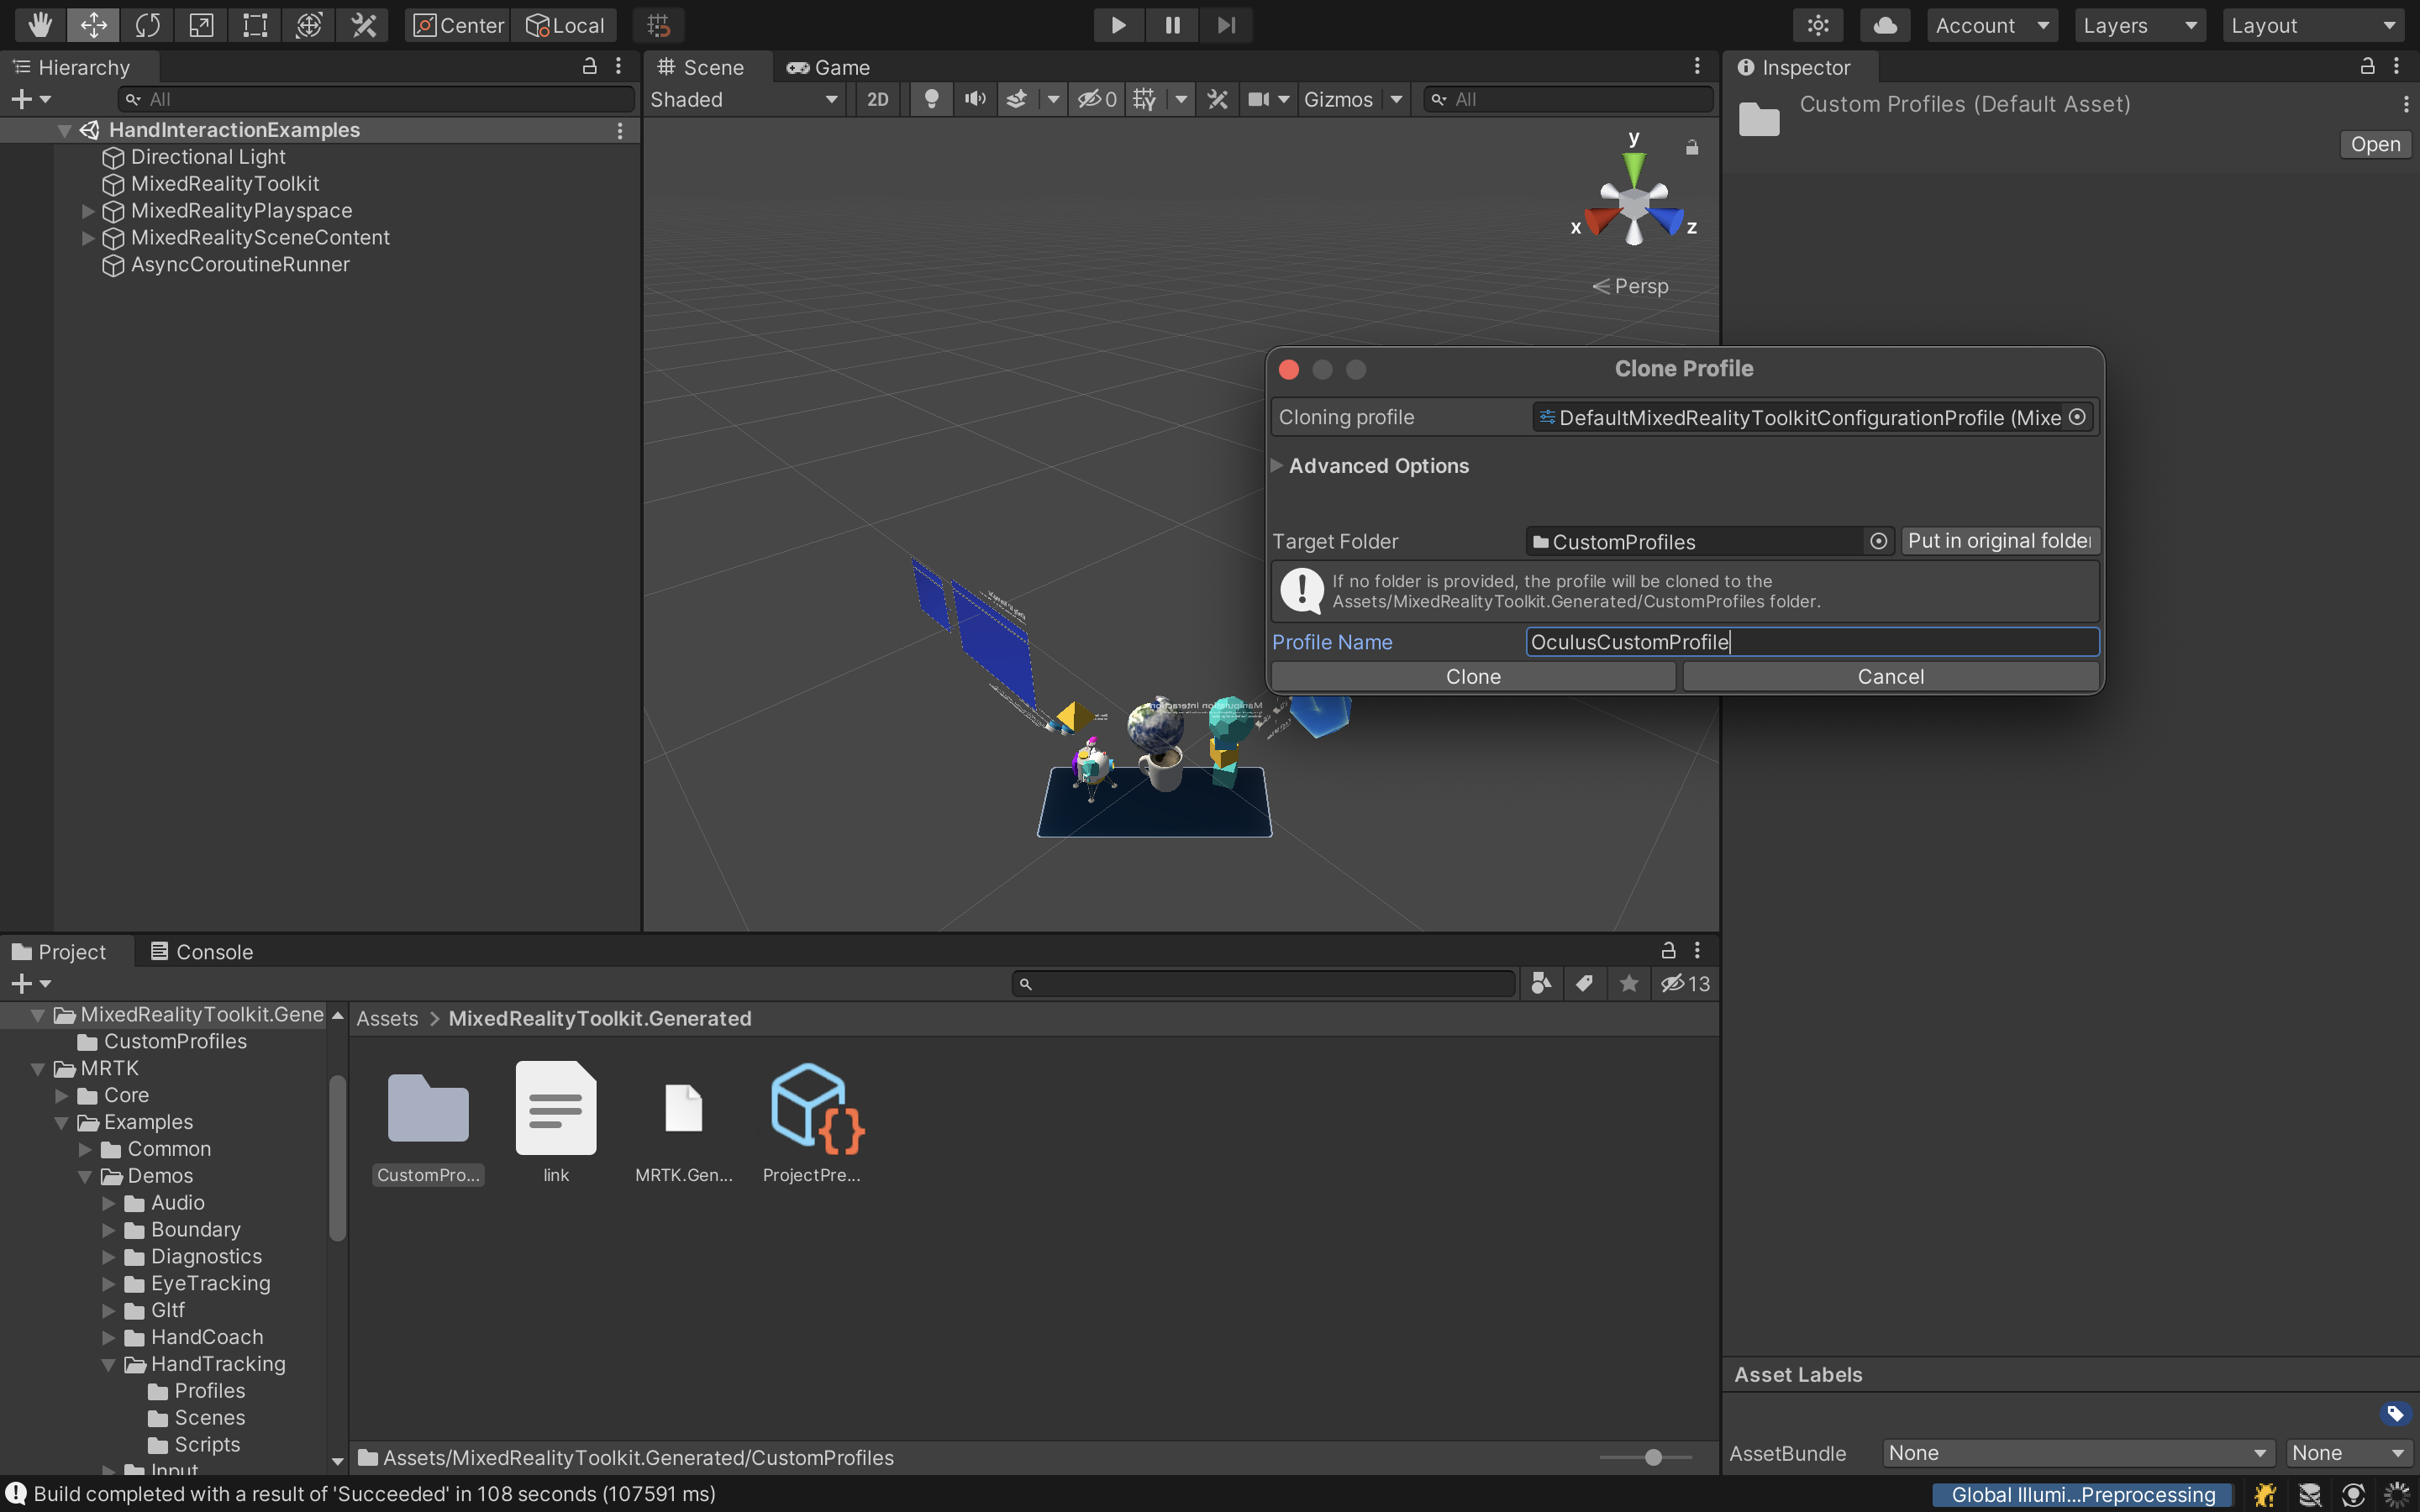 Center
Local
Account
Layers
Layout
Hierarchy
All
HandInteractionExamples
Directional Light
MixedRealityToolkit
MixedRealityPlayspace
MixedRealitySceneContent
AsyncCoroutineRunner
Scene
Game
Shaded
2D
0
Gizmos
All
y
x
z
Persp
Inspector
Custom Profiles (Default Asset)
Open
Clone Profile
Cloning profile
DefaultMixedRealityToolkitConfigurationProfile (Mixe
Advanced Options
Target Folder
CustomProfiles
Put in original folder
If no folder is provided, the profile will be cloned to the
Assets/MixedRealityToolkit.Generated/CustomProfiles folder.
Profile Name
OculusCustomProfile
Clone
Cancel
Project
Console
13
MixedRealityToolkit.Gene
CustomProfiles
MRTK
Core
Examples
Common
Demos
Audio
Boundary
Diagnostics
EyeTracking
Gltf
HandCoach
HandTracking
Profiles
Scenes
Scripts
Input
Assets > MixedRealityToolkit.Generated
CustomPro...
link
MRTK.Gen...
ProjectPre...
Assets/MixedRealityToolkit.Generated/CustomProfiles
Asset Labels
AssetBundle
None
None
Build completed with a result of 'Succeeded' in 108 seconds (107591 ms)
Global Illumi...Preprocessing